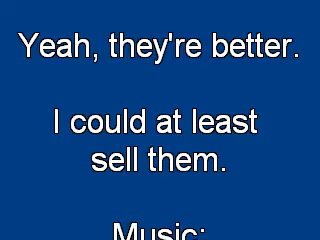 Yeah, they're better.
I could at least
sell them.
Music: